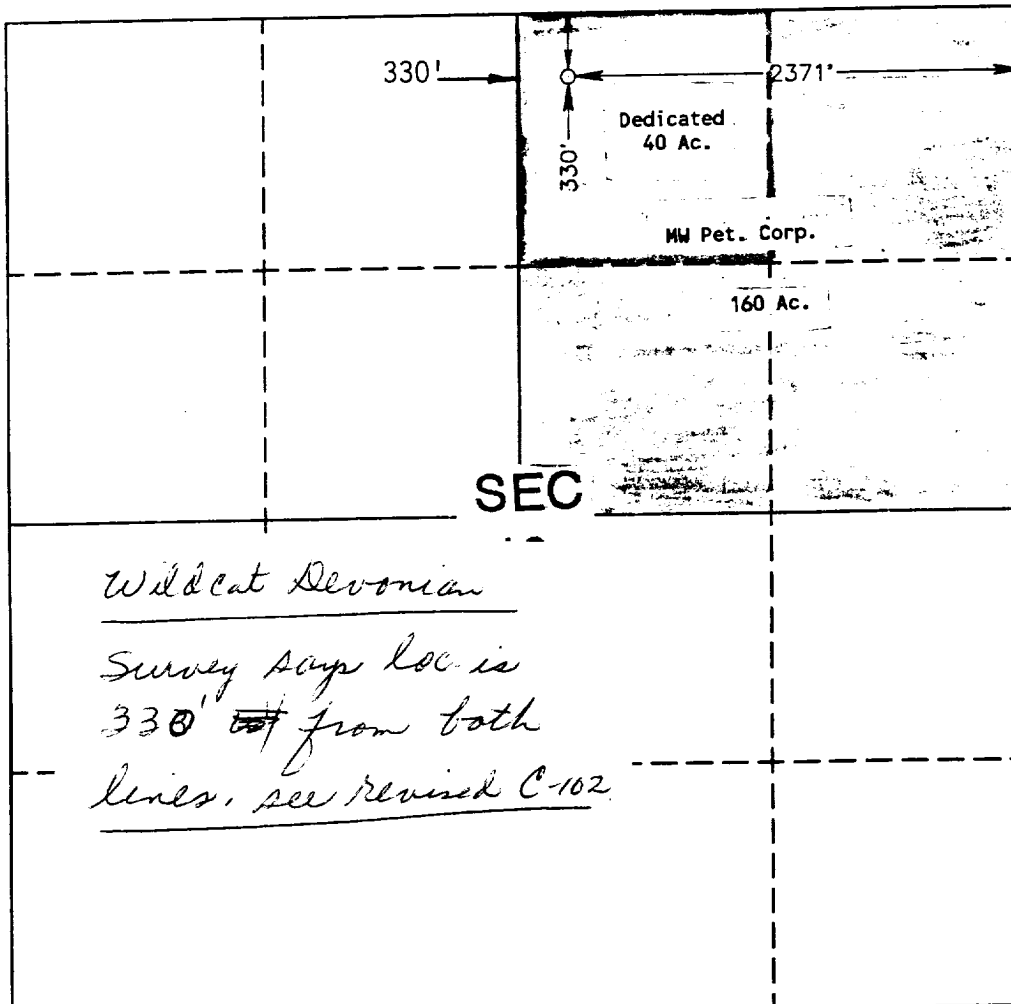 330'
2371'
330'
Dedicated
40 Ac.
MW Pet. Corp.
160 Ac.
SEC
Wildcat Devonian
Survey says loc is
330' from both
lines, see revised C-102